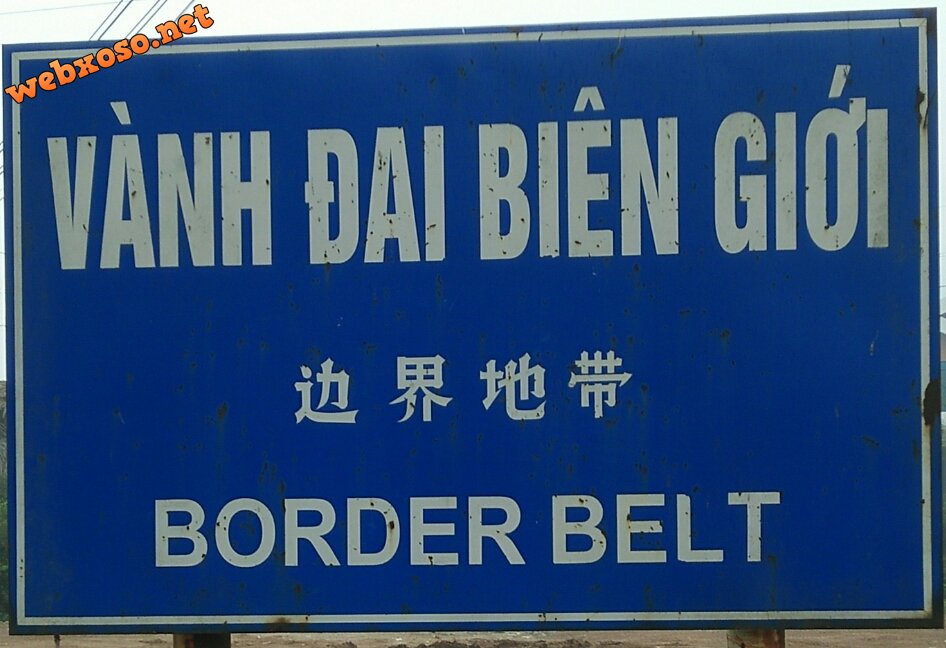 webxoso.net
VÀNH ĐAI BIÊN GIỚI
边界地带
BORDER BELT